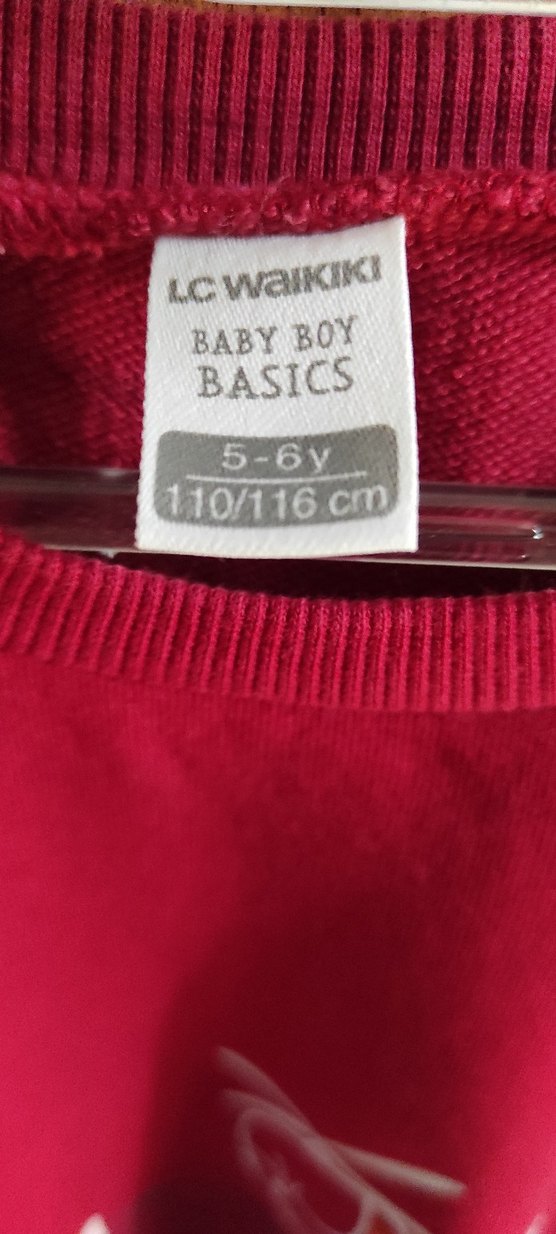 LC WAIKIKI
BABY BOY
BASICS
5-6y
110/116 cm